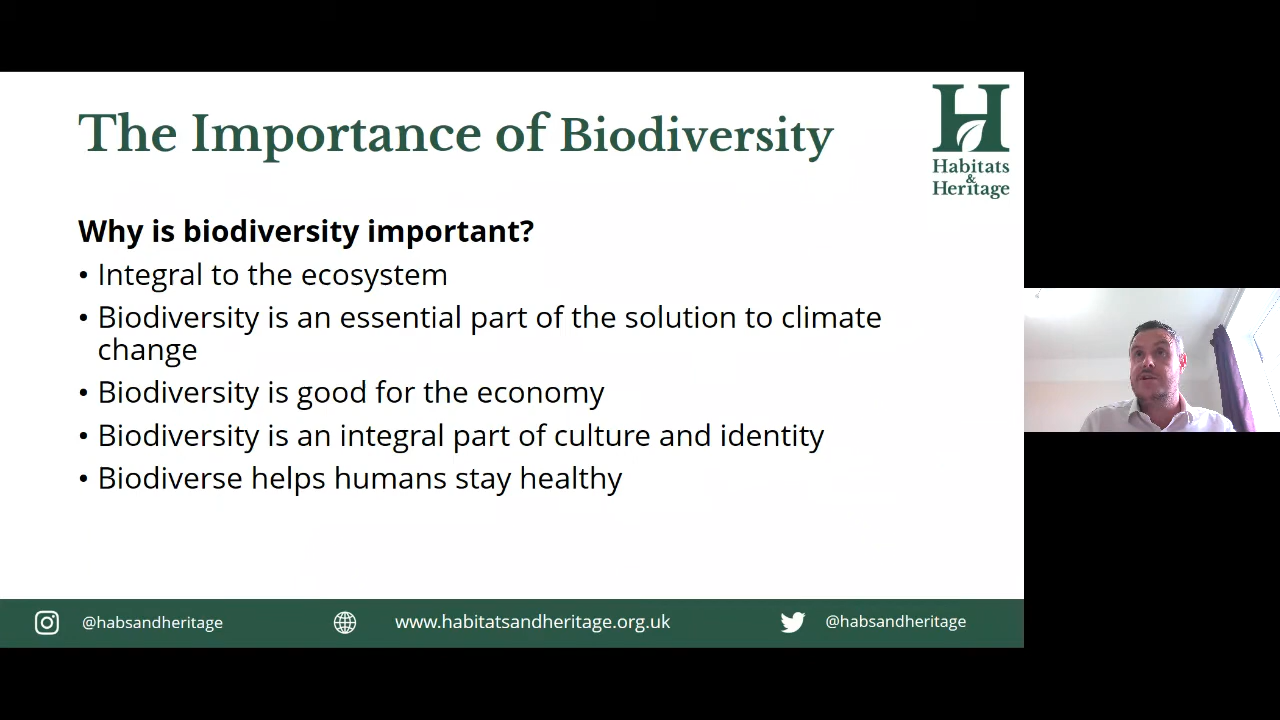 The Importance of Biodiversity
Habitats
&
Heritage
Why is biodiversity important?
• Integral to the ecosystem
• Biodiversity is an essential part of the solution to climate
change
• Biodiversity is good for the economy
• Biodiversity is an integral part of culture and identity
• Biodiverse helps humans stay healthy
@habsandheritage
www.habitatsandheritage.org.uk
@habsandheritage